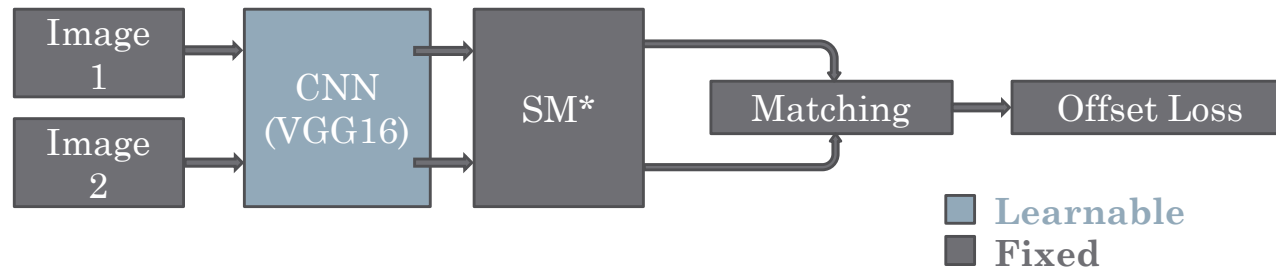 Image
1
Image
2
CNN
(VGG16)
SM*
Matching
Offset Loss
Learnable
Fixed